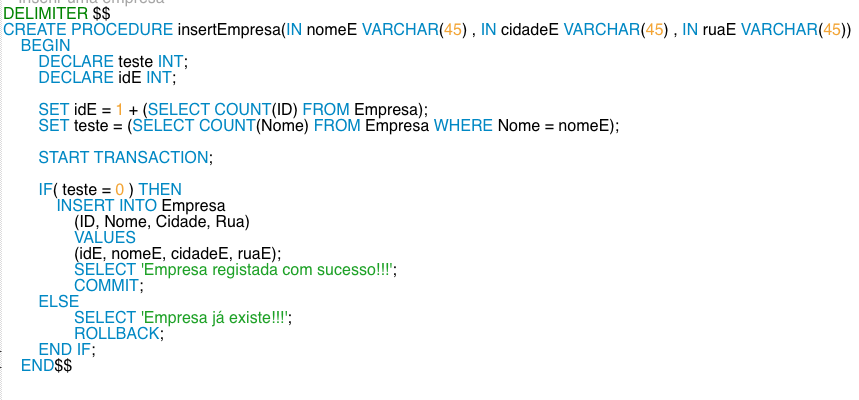 DELIMITER $$
CREATE PROCEDURE insertEmpresa(IN nomeE VARCHAR(45) , IN cidadeE VARCHAR(45) , IN ruaE VARCHAR(45))
BEGIN
DECLARE teste INT;
DECLARE idE INT;
SET idE = 1 + (SELECT COUNT(ID) FROM Empresa);
SET teste = (SELECT COUNT(Nome) FROM Empresa WHERE Nome = nomeE);
START TRANSACTION;
IF( teste = 0 ) THEN
INSERT INTO Empresa
(ID, Nome, Cidade, Rua)
VALUES
(idE, nomeE, cidadeE, ruaE);
SELECT 'Empresa registada com sucesso!!!';
COMMIT;
ELSE
SELECT 'Empresa já existe!!!';
ROLLBACK;
END IF;
END$$